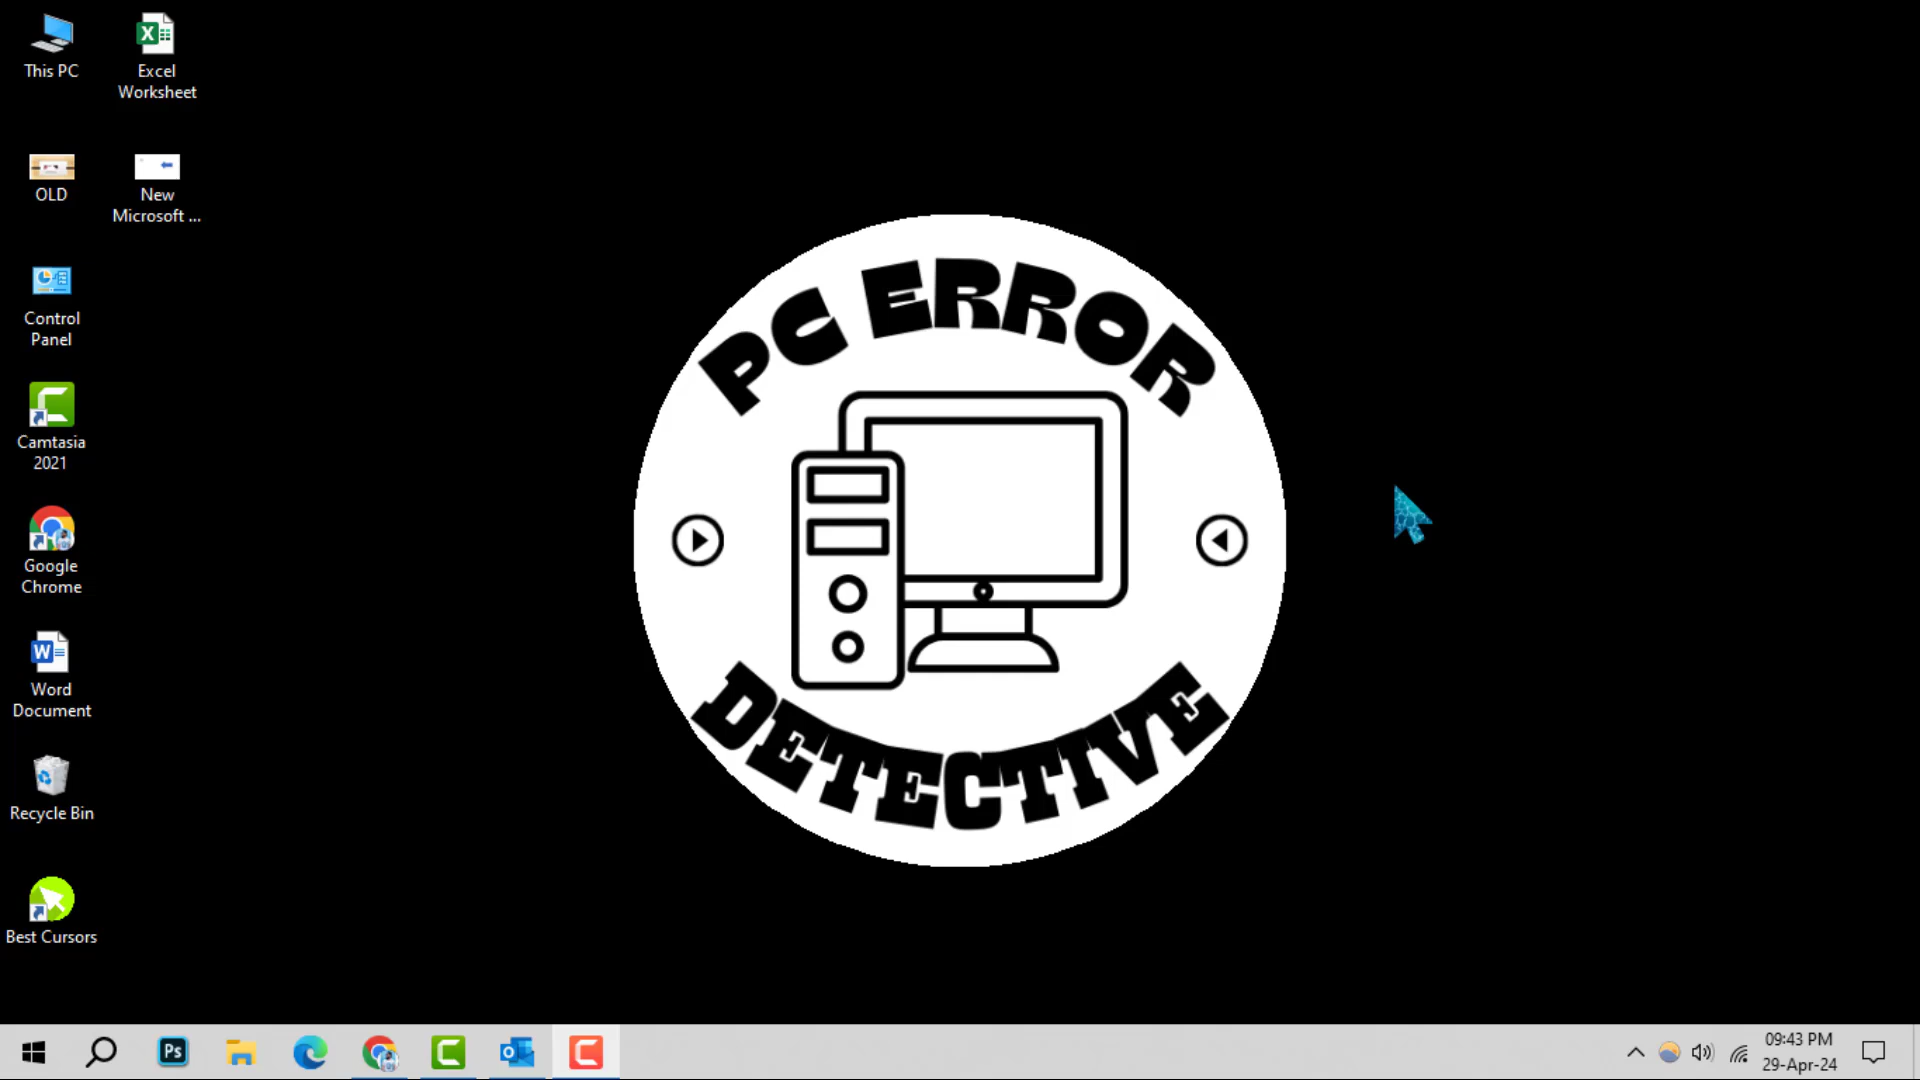 This PC
Excel
Worksheet
OLD
New
Microsoft ...
Control
Panel
Camtasia
2021
Google
Chrome
Word
Document
Recycle Bin
Best Cursors
PC ERROR
DETECTIVE
Ps
09:43 PM
29-Apr-24